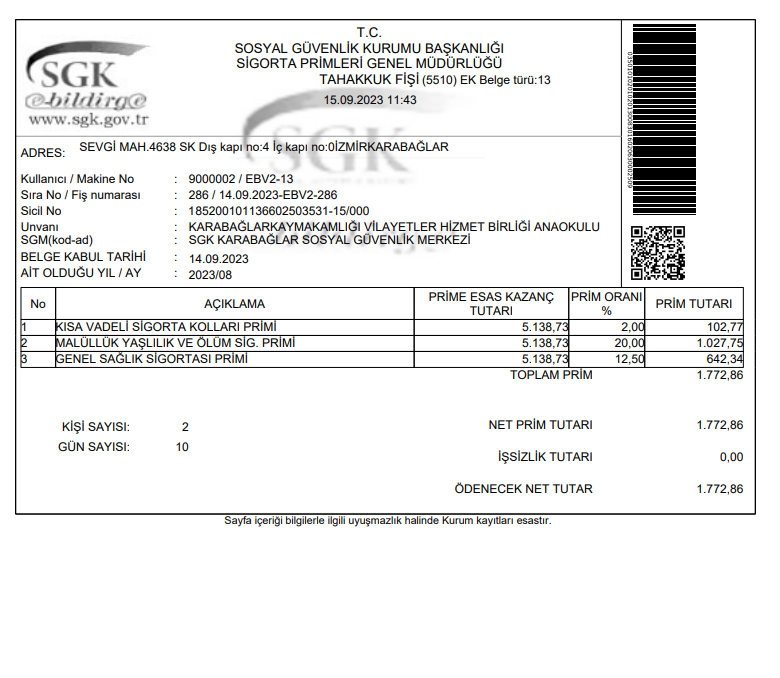 T.C.
SOSYAL GÜVENLİK KURUMU BAŞKANLIĞI
SİGORTA PRİMLERİ GENEL MÜDÜRLÜĞÜ
TAHAKKUK FİŞİ (5510) EK Belge türü:13
15.09.2023 11:43
SGK
@-bildirg@
www.sgk.gov.tr
SGK
ADRES: SEVGİ MAH.4638 SK Dış kapı no:4 İç kapı no:0İZMİRKARABAĞLAR
Kullanıcı / Makine No : 9000002 / EBV2-13
Sıra No / Fiş numarası : 286 / 14.09.2023-EBV2-286
Sicil No : 185200101136602503531-15/000
Unvanı : KARABAĞLARKAYMAKAMLIĞI VİLAYETLER HİZMET BİRLİĞİ ANAOKULU
SGM(kod-ad) : SGK KARABAĞLAR SOSYAL GÜVENLİK MERKEZİ
BELGE KABUL TARİHİ : 14.09.2023
AİT OLDUĞU YIL / AY : 2023/08
No AÇIKLAMA PRİME ESAS KAZANÇ TUTARI PRİM ORANI % PRİM TUTARI
1 KISA VADELİ SİGORTA KOLLARI PRİMİ 5.138,73 2,00 102,77
2 MALÜLLÜK YAŞLILIK VE ÖLÜM SİG. PRİMİ 5.138,73 20,00 1.027,75
3 GENEL SAĞLIK SİGORTASI PRİMİ 5.138,73 12,50 642,34
TOPLAM PRİM 1.772,86
KİŞİ SAYISI: 2 NET PRİM TUTARI 1.772,86
GÜN SAYISI: 10
İŞSİZLİK TUTARI 0,00
ÖDENECEK NET TUTAR 1.772,86
Sayfa içeriği bilgilerle ilgili uyuşmazlık halinde Kurum kayıtları esastır.